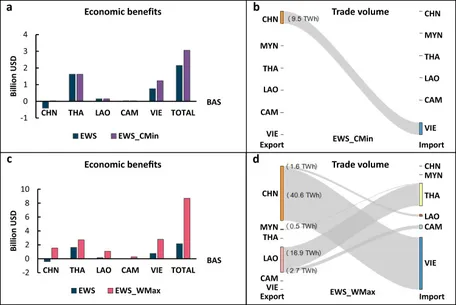 a
Economic benefits
Billion USD
4
3
2
1
0
-1
CHN THA LAO CAM VIE TOTAL
BAS
EWS EWS_CMin
b
Trade volume
CHN
(9.5 TWh)
MYN
THA
LAO
CAM
VIE
Export
EWS_CMin
CHN
MYN
THA
LAO
CAM
VIE
Import
c
Economic benefits
Billion USD
10
8
6
4
2
0
-2
CHN THA LAO CAM VIE TOTAL
BAS
EWS EWS_WMax
d
Trade volume
(1.6 TWh)
CHN
(40.6 TWh)
MYN
(0.5 TWh)
THA
LAO
(16.9 TWh)
(2.7 TWh)
CAM
VIE
Export
EWS_WMax
CHN
MYN
THA
LAO
CAM
VIE
Import